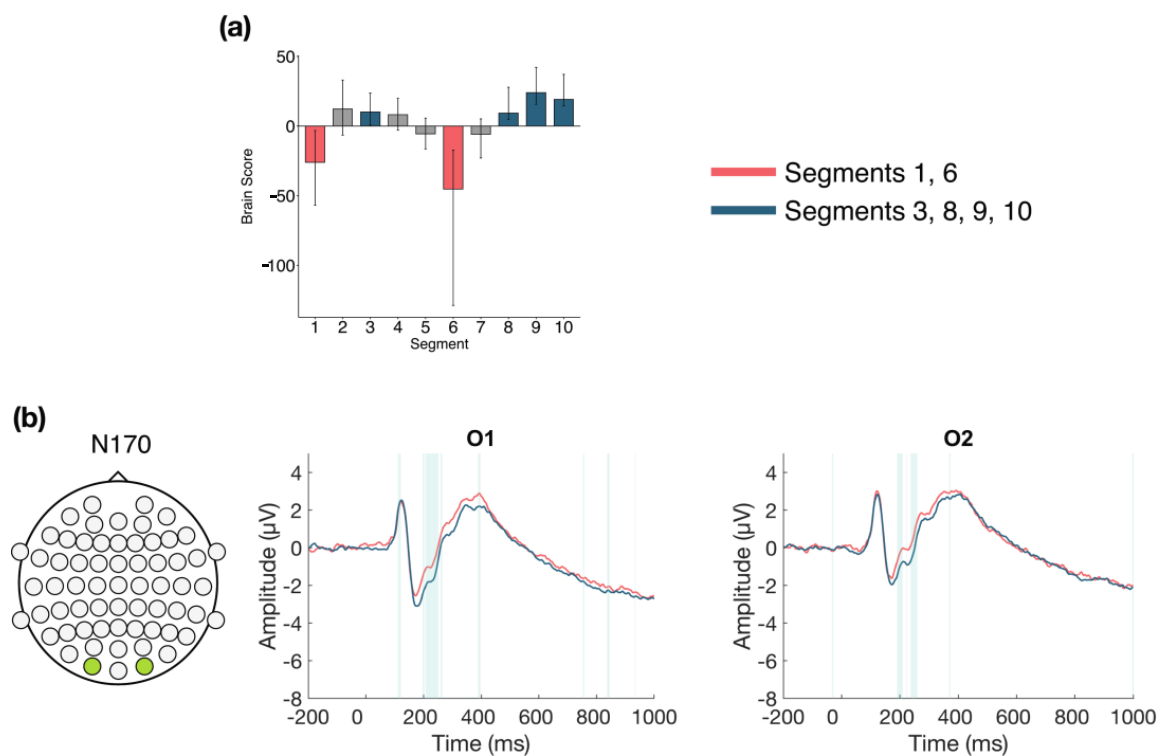 (a)
50
0
-50
-100
Brain Score
1 2 3 4 5 6 7 8 9 10
Segment
Segments 1, 6
Segments 3, 8, 9, 10
(b)
N170
O1
4
2
0
-2
-4
-6
-8
Amplitude (µV)
-200 0 200 400 600 800 1000
Time (ms)
O2
4
2
0
-2
-4
-6
-8
Amplitude (µV)
-200 0 200 400 600 800 1000
Time (ms)